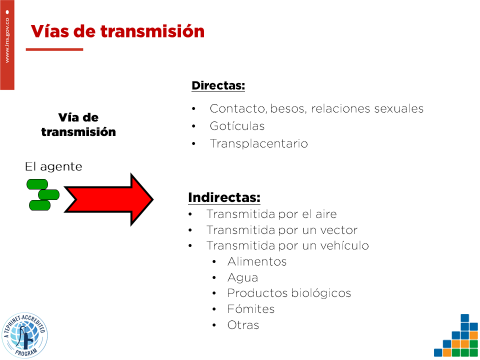 www.ins.gov.co
Vías de transmisión
Directas:
• Contacto, besos, relaciones sexuales
• Gotículas
• Transplacentario
Vía de
transmisión
El agente
Indirectas:
• Transmitida por el aire
• Transmitida por un vector
• Transmitida por un vehículo
• Alimentos
• Agua
• Productos biológicos
• Fómites
• Otras
A TEPHINET ACCREDITED
PROGRAM